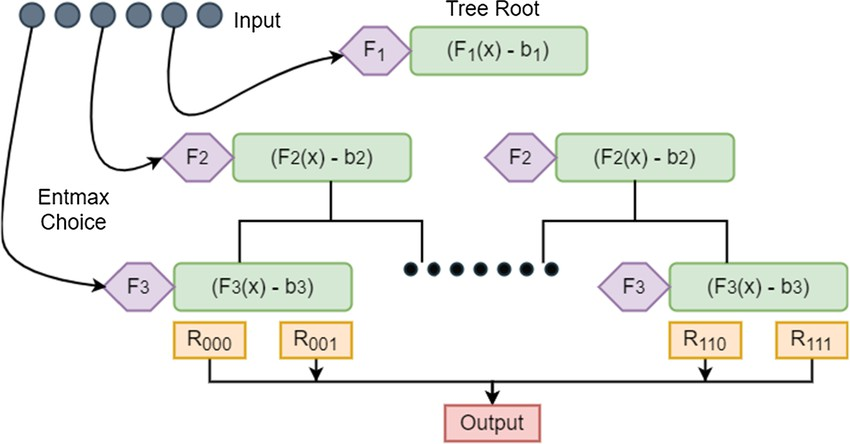 Tree Root
Input
F₁ (F₁(x) - b₁)
F₂ (F₂(x) - b₂) F₂ (F₂(x) - b₂)
Entmax
Choice
F₃ (F₃(x) - b₃) F₃ (F₃(x) - b₃)
R₀₀₀ R₀₀₁ R₁₁₀ R₁₁₁
Output